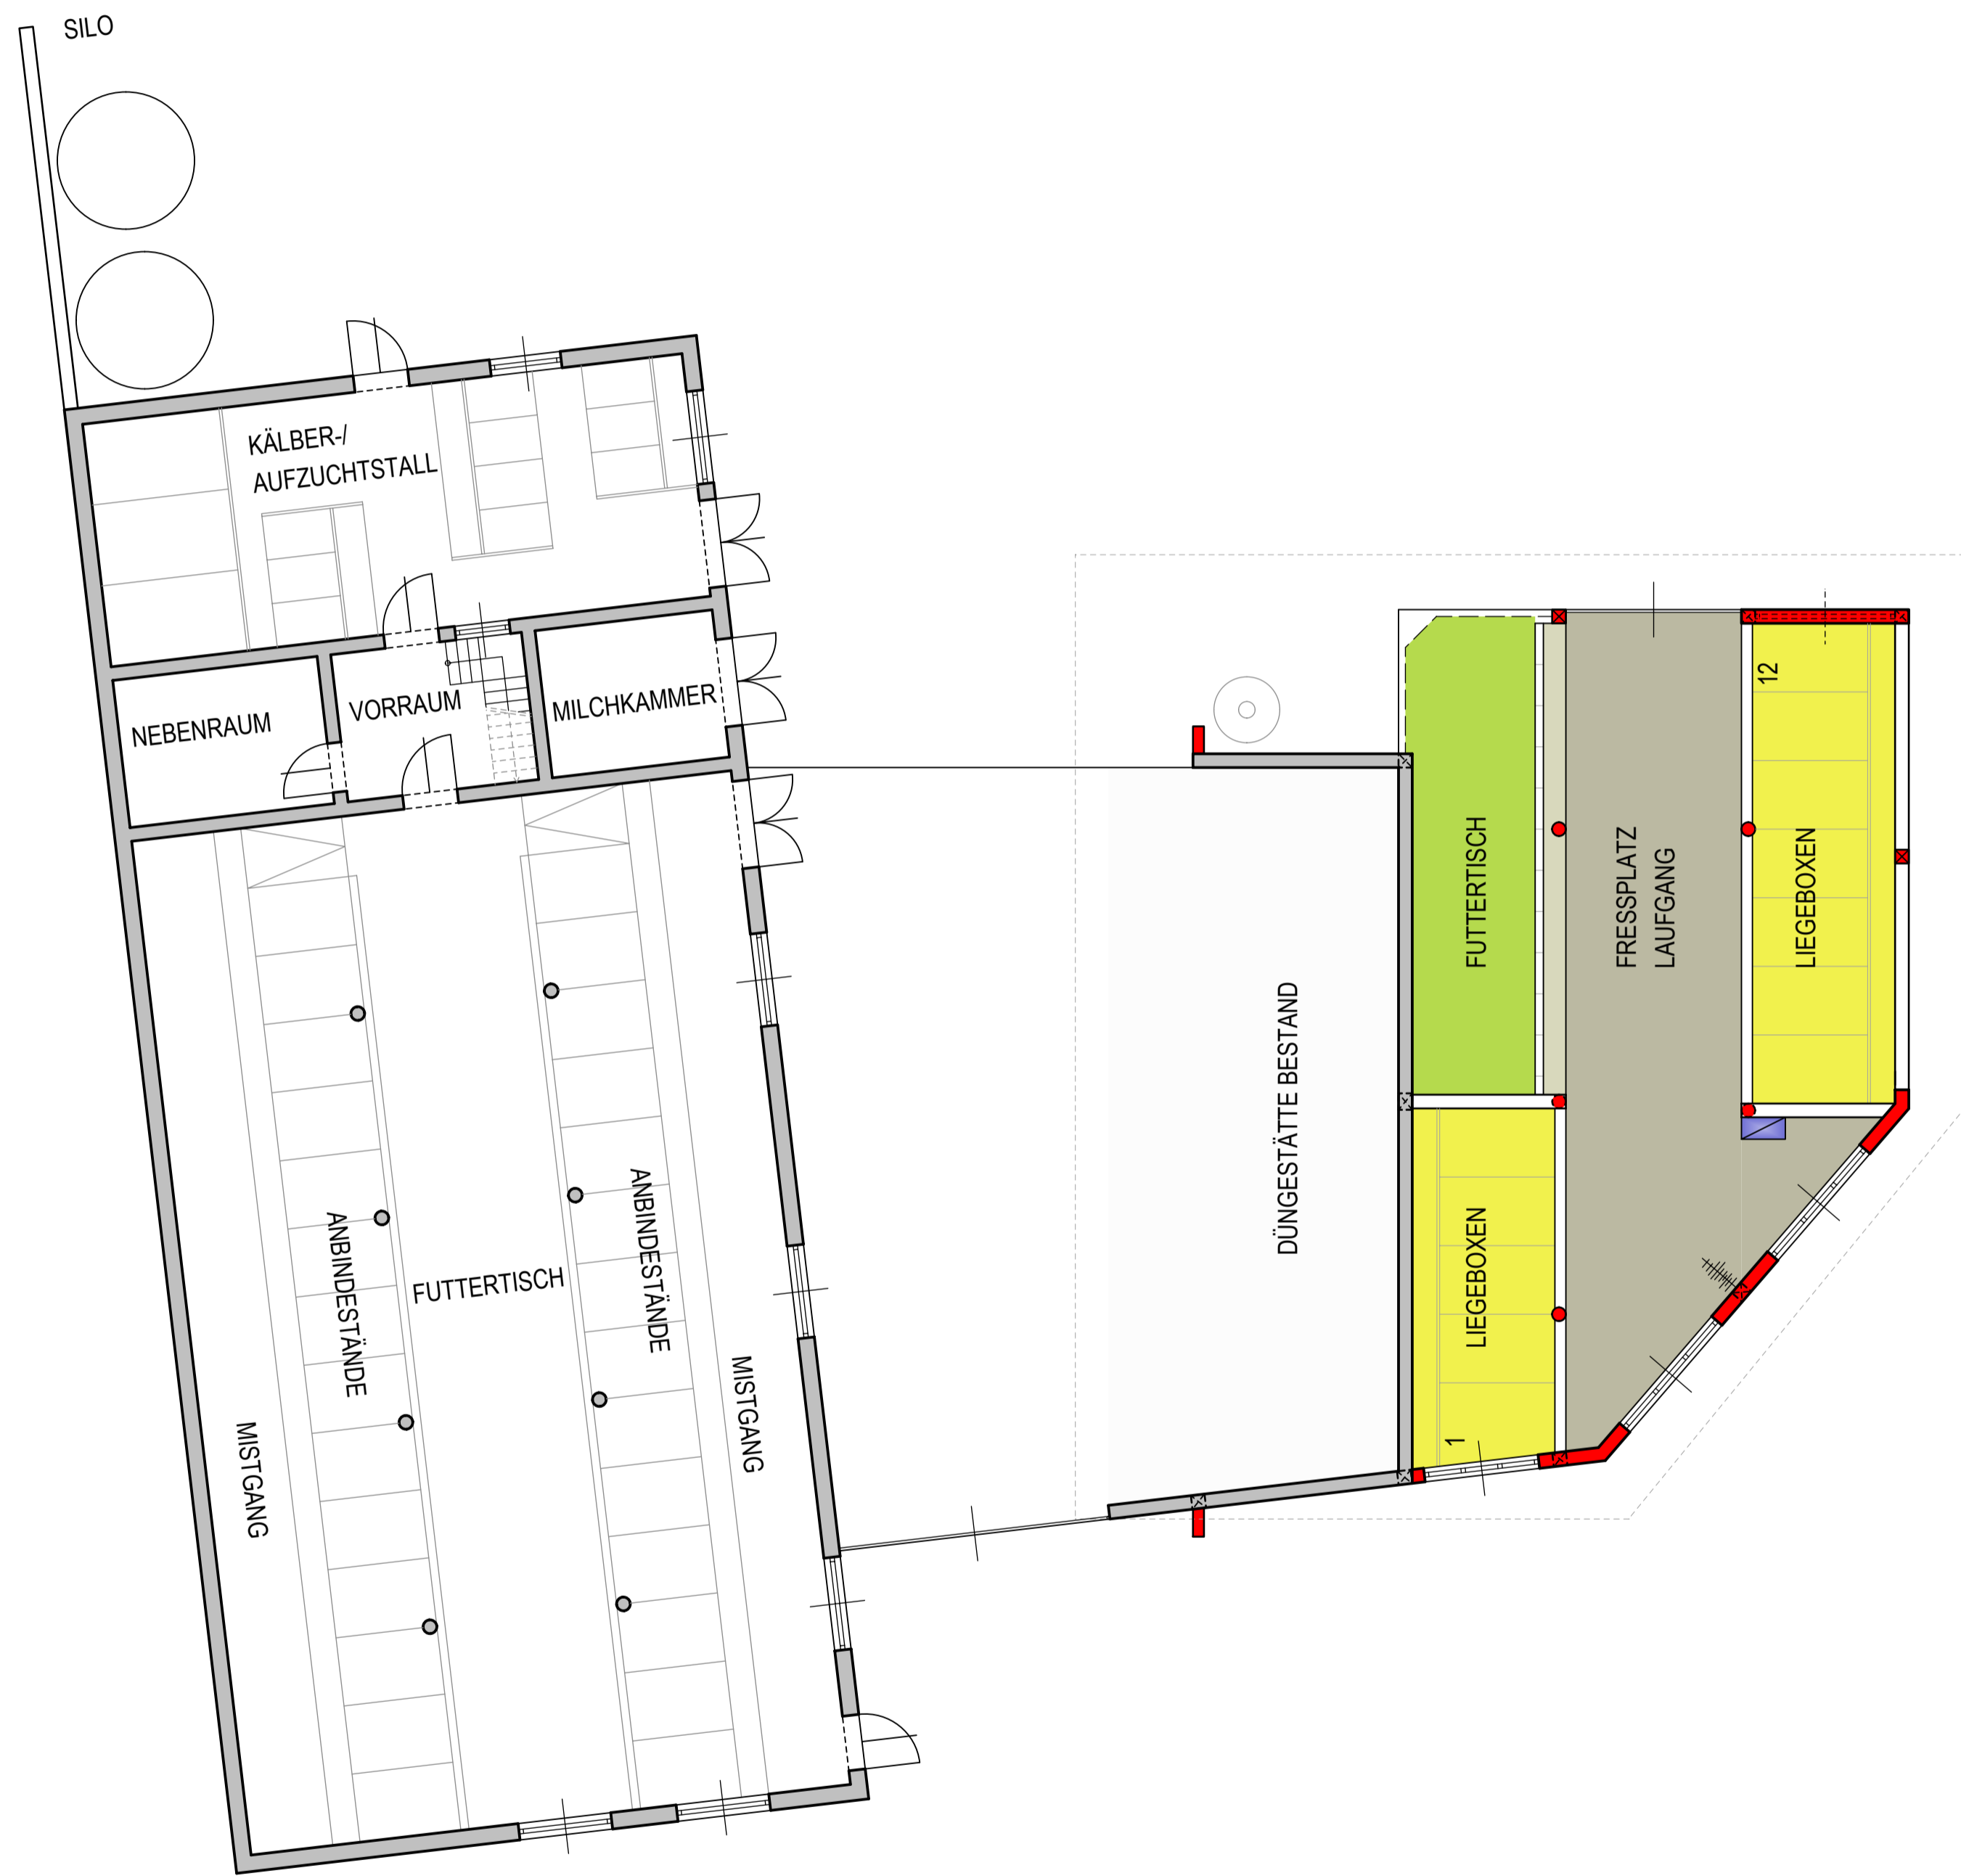 SILO
KÄLBER-/
AUFZUCHTSTALL
NEBENRAUM
VORRAUM
MILCHKAMMER
12
FUTTERTISCH
FRESSPLATZ
LAUFGANG
LIEGEBOXEN
DÜNGESTÄTTE BESTAND
ANBINDESTÄNDE
FUTTERTISCH
ANBINDESTÄNDE
LIEGEBOXEN
MISTGANG
MISTGANG
1